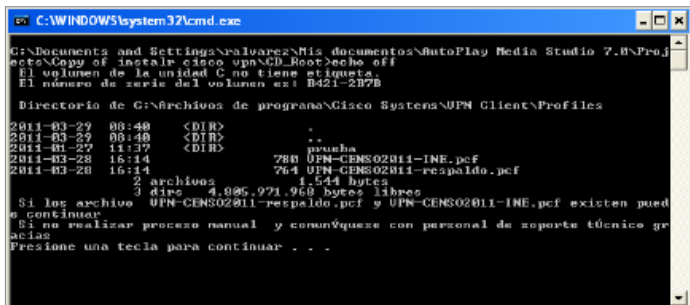 C:\WINDOWS\system32\cmd.exe
C:\Documents and Settings\ralvarez\Mis documentos\AutoPlay Media Studio 7.0\Proj
ects\Copy of instalr cisco vpn\CD_Root>echo off
El volumen de la unidad C no tiene etiqueta.
El número de serie del volumen es: B421-2B7B
Directorio de C:\Archivos de programa\Cisco Systems\VPN Client\Profiles
2011-03-29 08:40 <DIR> .
2011-03-29 08:40 <DIR> ..
2011-01-27 11:37 <DIR> prueba
2011-03-28 16:14 780 VPN-CENSO2011-INE.pcf
2011-03-28 16:14 764 VPN-CENSO2011-respaldo.pcf
2 archivos 1.544 bytes
3 dirs 4.805.971.968 bytes libres
Si los archivo VPN-CENSO2011-respaldo.pcf y VPN-CENSO2011-INE.pcf existen pued
e continuar
Si no realizar proceso manual y comunÝquese con personal de soporte tÚcnico gr
acias
Presione una tecla para continuar . . .